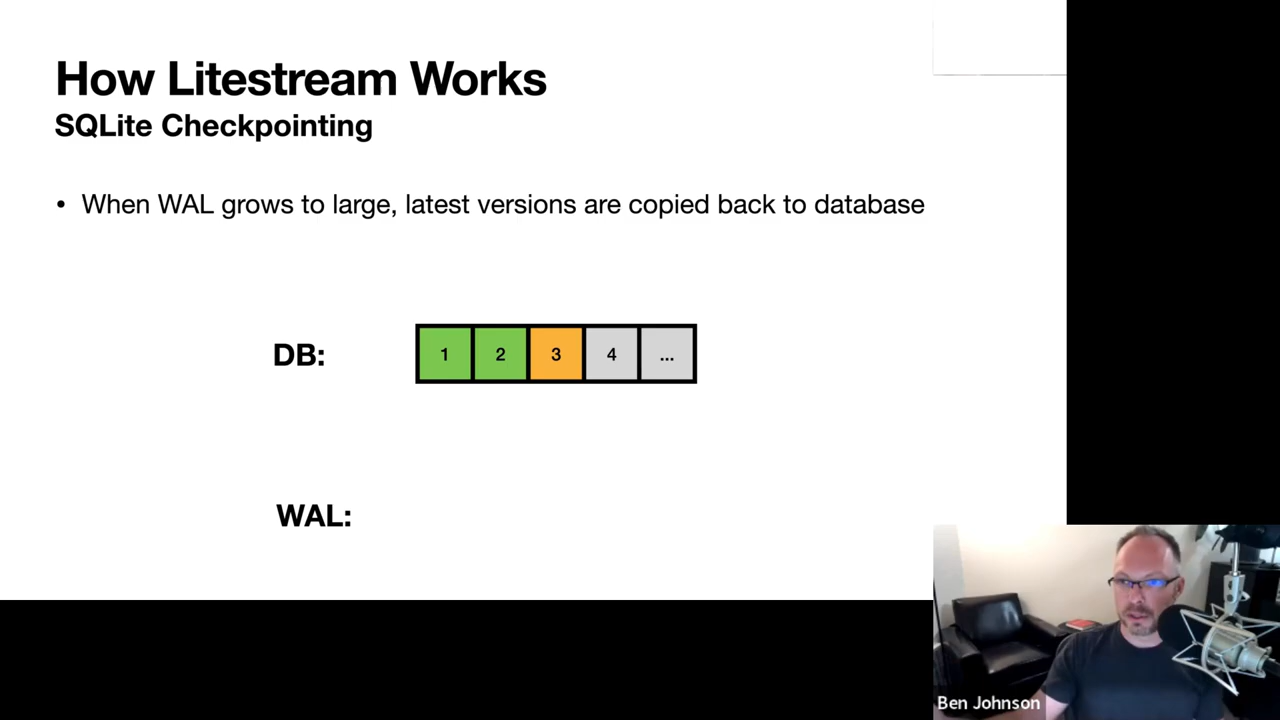 How Litestream Works
SQLite Checkpointing
• When WAL grows to large, latest versions are copied back to database
DB: 1 2 3 4 ...
WAL:
Ben Johnson